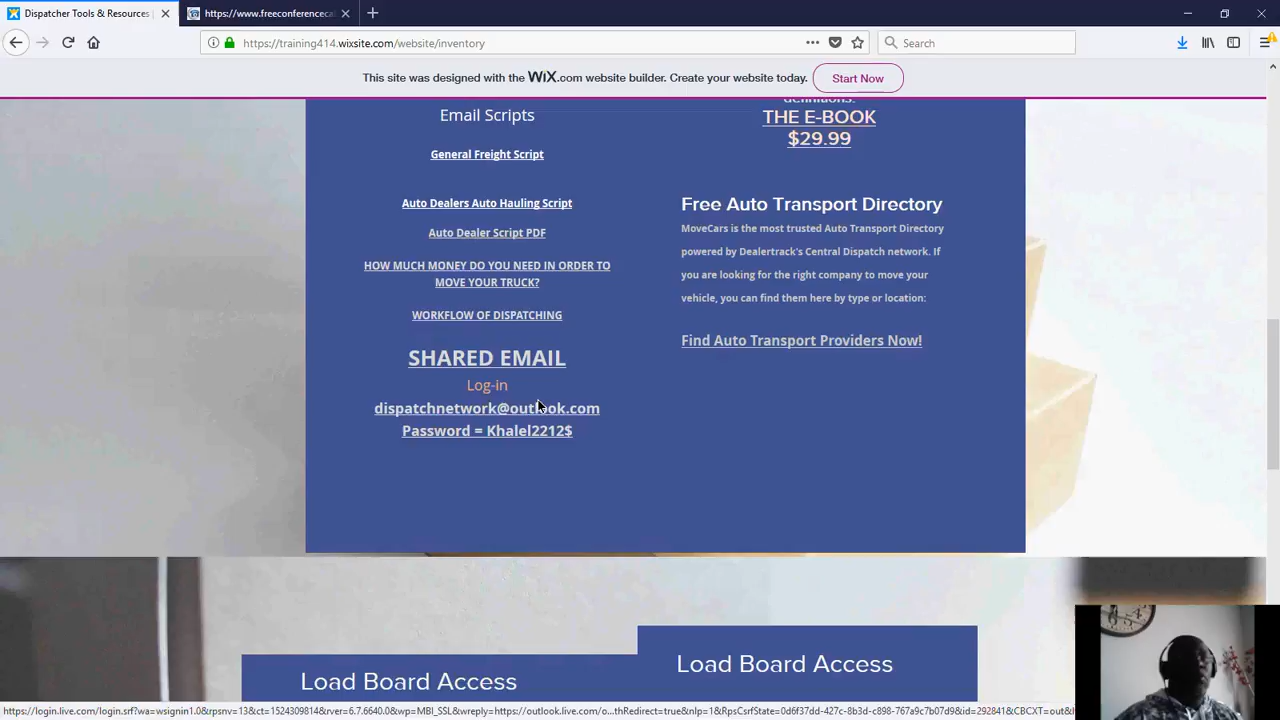 Dispatcher Tools & Resources
https://www.freeconferenceca
https://training414.wixsite.com/website/inventory
Search
This site was designed with the WiX.com website builder. Create your website today.
Start Now
Email Scripts
General Freight Script
Auto Dealers Auto Hauling Script
Auto Dealer Script PDF
HOW MUCH MONEY DO YOU NEED IN ORDER TO
MOVE YOUR TRUCK?
WORKFLOW OF DISPATCHING
SHARED EMAIL
Log-in
dispatchnetwork@outlook.com
Password = Khalel2212$
definitions.
THE E-BOOK
$29.99
Free Auto Transport Directory
MoveCars is the most trusted Auto Transport Directory
powered by Dealertrack's Central Dispatch network. If
you are looking for the right company to move your
vehicle, you can find them here by type or location:
Find Auto Transport Providers Now!
Load Board Access
Load Board Access
https://login.live.com/login.srf?wa=wsignin1.0&rpsnv=13&ct=1524309814&rver=6.7.6640.0&wp=MBI_SSL&wreply=https://outlook.live.com/o...thRedirect=true&nlp=1&RpsCsrfState=0d6f37dd-427c-8b3d-c898-767a9c7b07d9&id=292841&CBCXT=out&